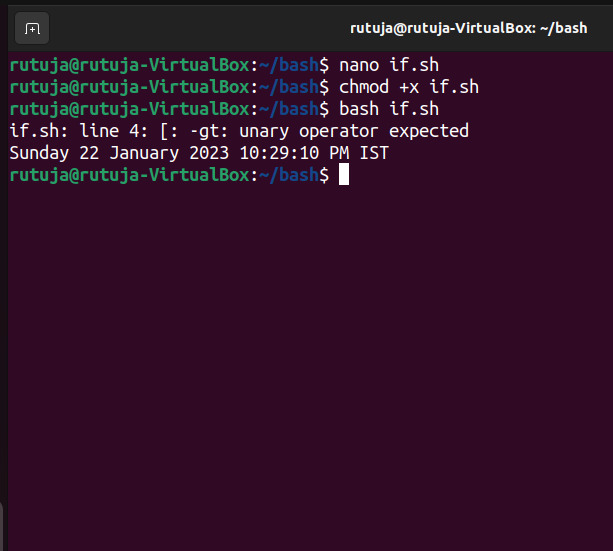 rutuja@rutuja-VirtualBox: ~/bash
rutuja@rutuja-VirtualBox:~/bash$ nano if.sh
rutuja@rutuja-VirtualBox:~/bash$ chmod +x if.sh
rutuja@rutuja-VirtualBox:~/bash$ bash if.sh
if.sh: line 4: [: -gt: unary operator expected
Sunday 22 January 2023 10:29:10 PM IST
rutuja@rutuja-VirtualBox:~/bash$